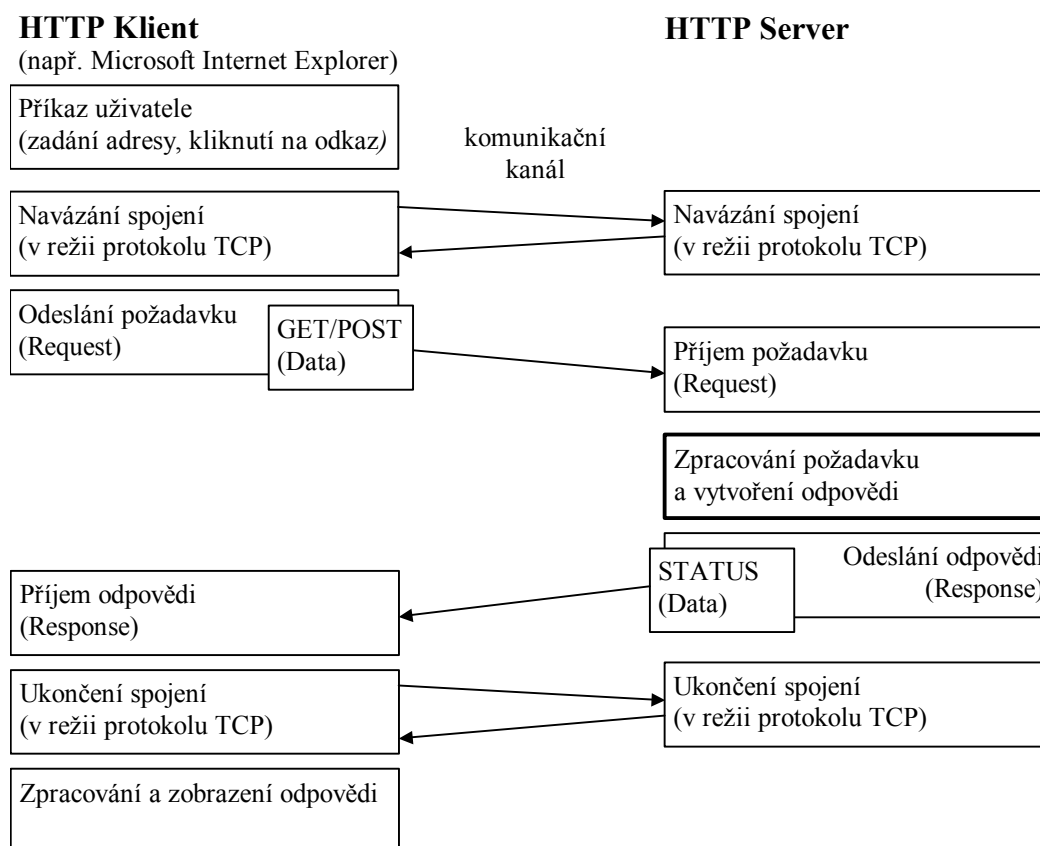 HTTP Klient
(např. Microsoft Internet Explorer)
HTTP Server
Příkaz uživatele
(zadání adresy, kliknutí na odkaz)
komunikační
kanál
Navázání spojení
(v režii protokolu TCP)
Navázání spojení
(v režii protokolu TCP)
Odeslání požadavku
(Request)
GET/POST
(Data)
Příjem požadavku
(Request)
Zpracování požadavku
a vytvoření odpovědi
STATUS
(Data)
Odeslání odpovědi
(Response)
Příjem odpovědi
(Response)
Ukončení spojení
(v režii protokolu TCP)
Ukončení spojení
(v režii protokolu TCP)
Zpracování a zobrazení odpovědi